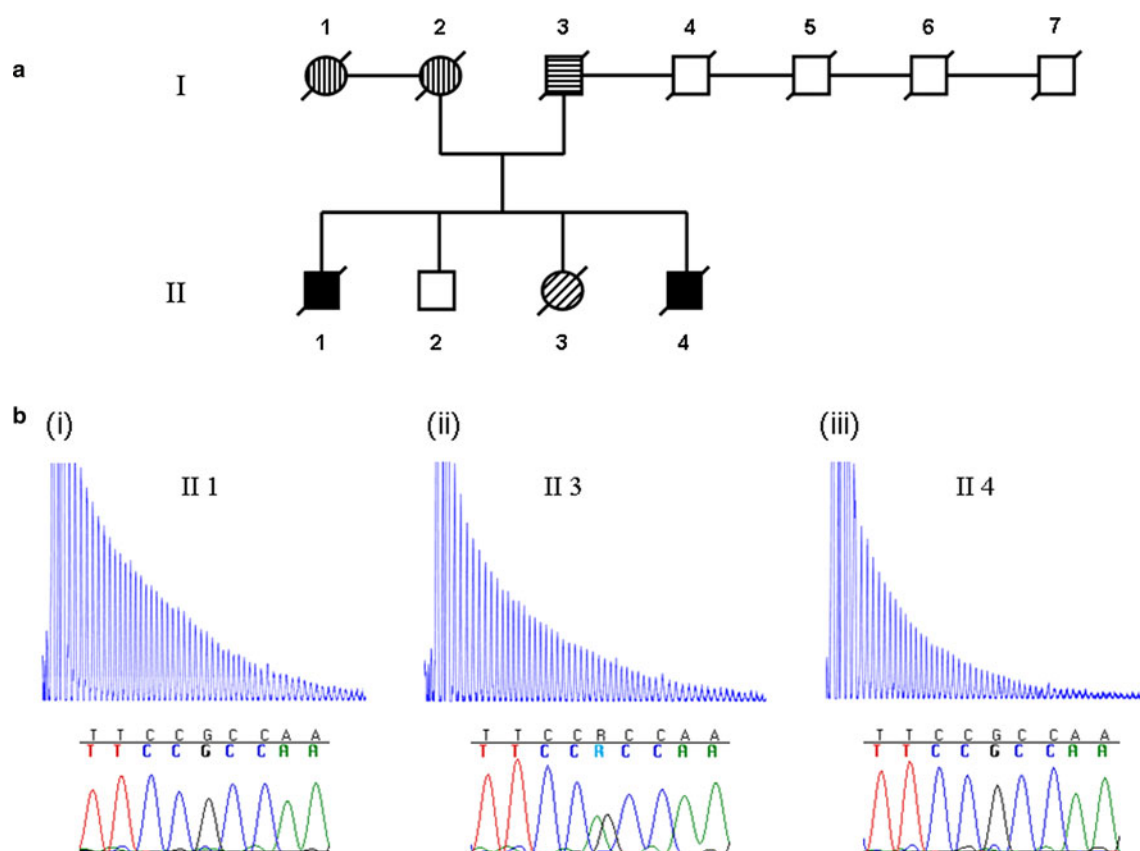 1 2 3 4 5 6 7
a
I
II
1 2 3 4
b
(i) (ii) (iii)
II 1 II 3 II 4
T T C C G C C A A
T T C C G C C A A
T T C C R C C A A
T T C C R C C A A
T T C C G C C A A
T T C C G C C A A